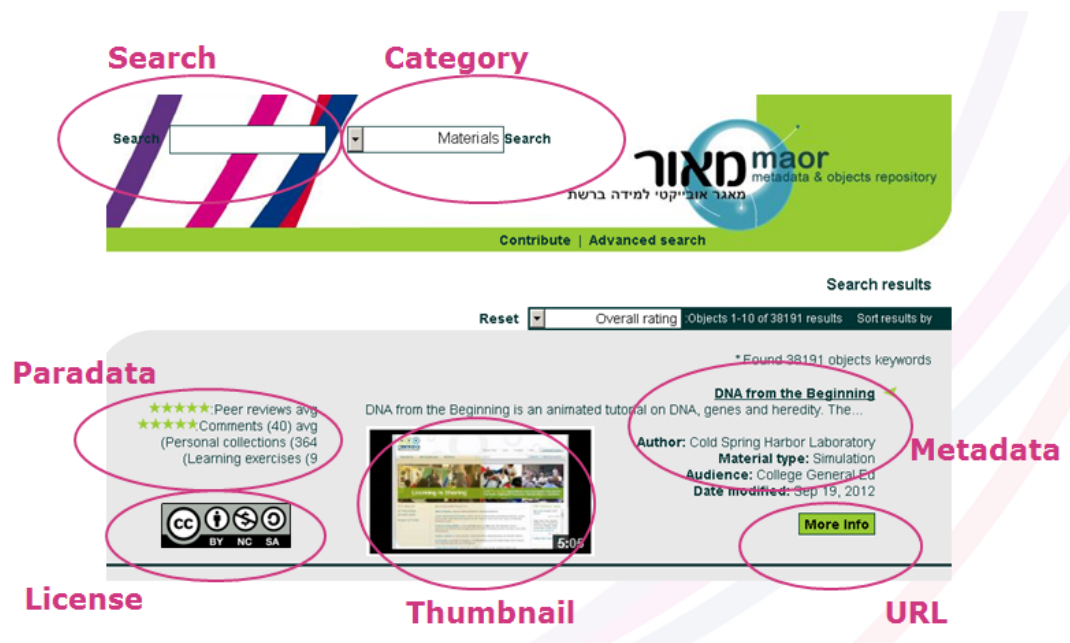 Search
Category
Search
Materials
Search
מאור
maor
metadata & objects repository
מאגר אובייקטי למידה ברשת
Contribute | Advanced search
Search results
Reset
Overall rating
:Objects 1-10 of 38191 results
Sort results by
Paradata
* Found 38191 objects keywords
DNA from the Beginning
★★★★★:Peer reviews avg
DNA from the Beginning is an animated tutorial on DNA, genes and heredity. The...
★★★★★:Comments (40) avg
(Personal collections (364
(Learning exercises (9
Author: Cold Spring Harbor Laboratory
Material type: Simulation
Audience: College General Ed
Date modified: Sep 19, 2012
Metadata
Learning is Sharing
5:05
cc
BY NC SA
More Info
License
Thumbnail
URL